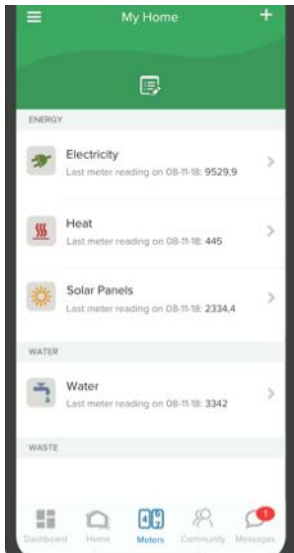 My Home
ENERGY
Electricity
Last meter reading on 08-11-18: 9529,9
Heat
Last meter reading on 08-11-18: 445
Solar Panels
Last meter reading on 08-11-18: 2334,4
WATER
Water
Last meter reading on 08-11-18: 3342
WASTE
1
Dashboard Home Meters Community Messages